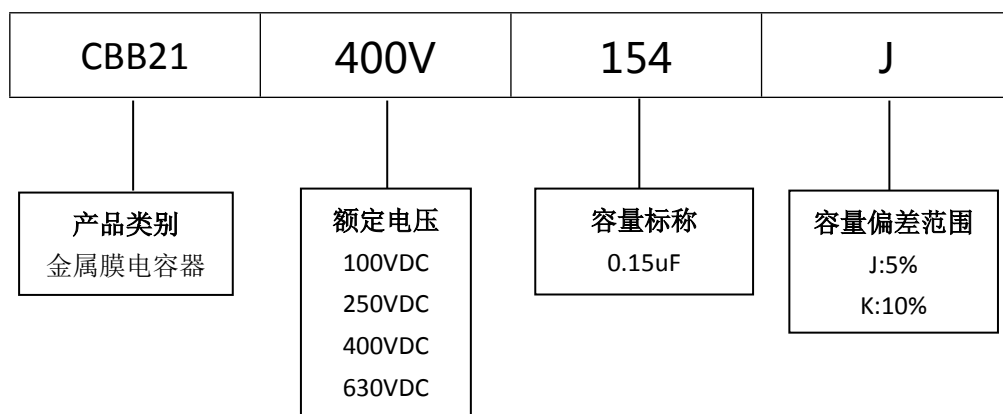 CBB21 400V 154 J
产品类别
金属膜电容器
额定电压
100VDC
250VDC
400VDC
630VDC
容量标称
0.15uF
容量偏差范围
J:5%
K:10%